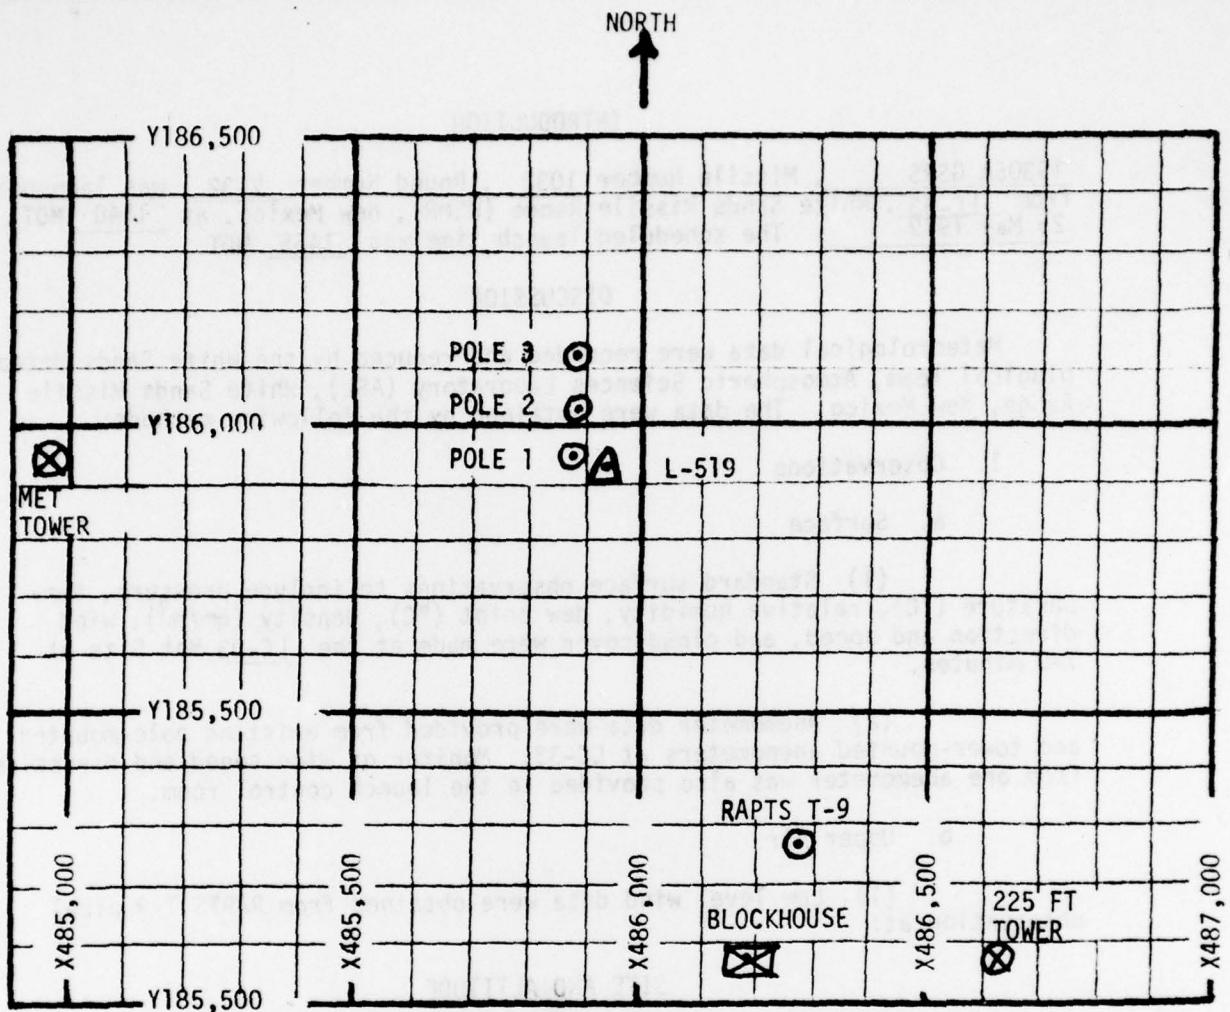 NORTH
Y186,500
POLE 3
POLE 2
Y186,000
POLE 1
L-519
MET
TOWER
Y185,500
RAPTS T-9
X485,000
X485,500
X486,000
X486,500
X487,000
BLOCKHOUSE
225 FT
TOWER
Y185,500